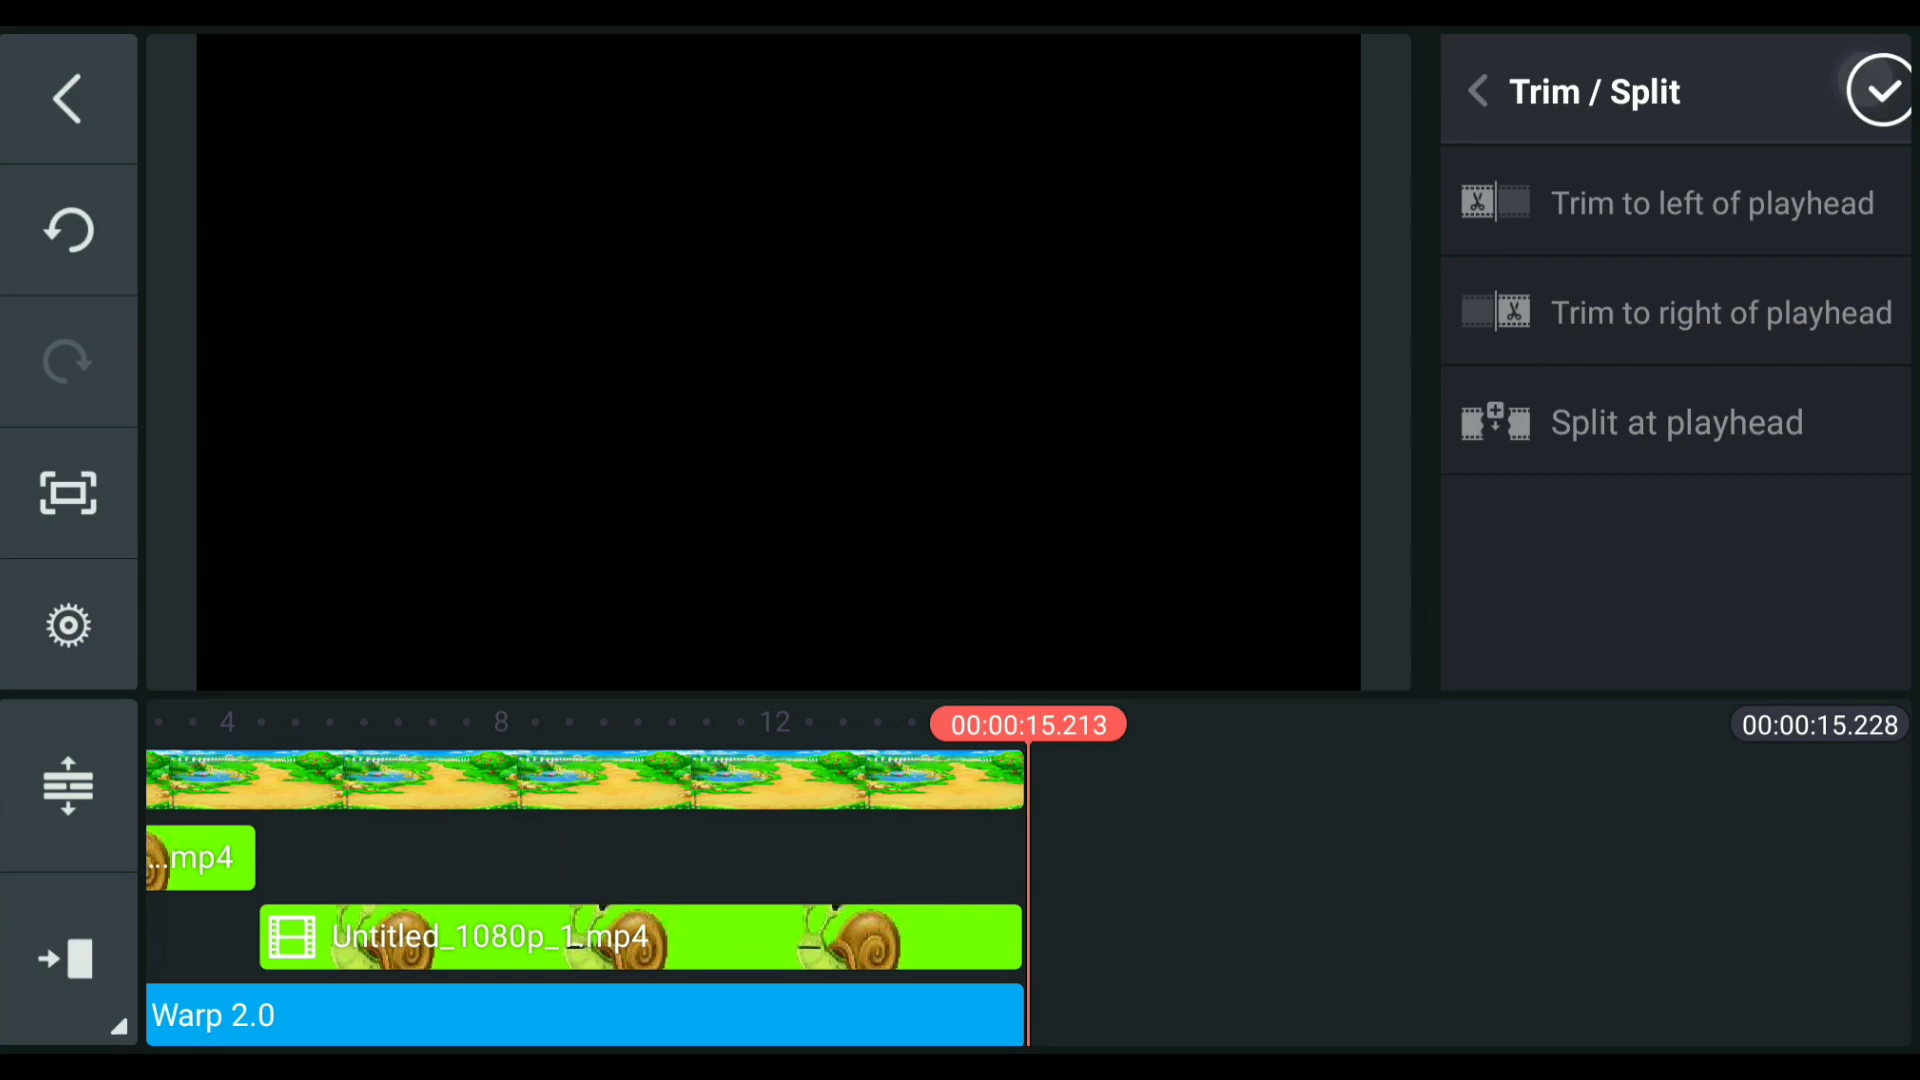 Trim / Split
Trim to left of playhead
Trim to right of playhead
Split at playhead
4 8 12 00:00:15.213 00:00:15.228
...mp4
Untitled_1080p_1.mp4
Warp 2.0